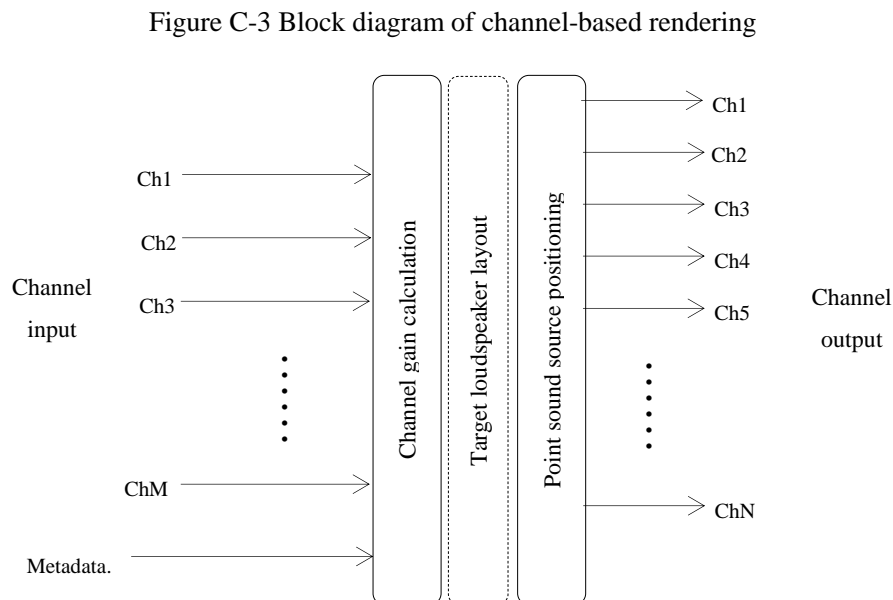 Figure C-3 Block diagram of channel-based rendering
Channel
input
Ch1
Ch2
Ch3
ChM
Metadata.
Channel gain calculation
Target loudspeaker layout
Point sound source positioning
Ch1
Ch2
Ch3
Ch4
Ch5
ChN
Channel
output